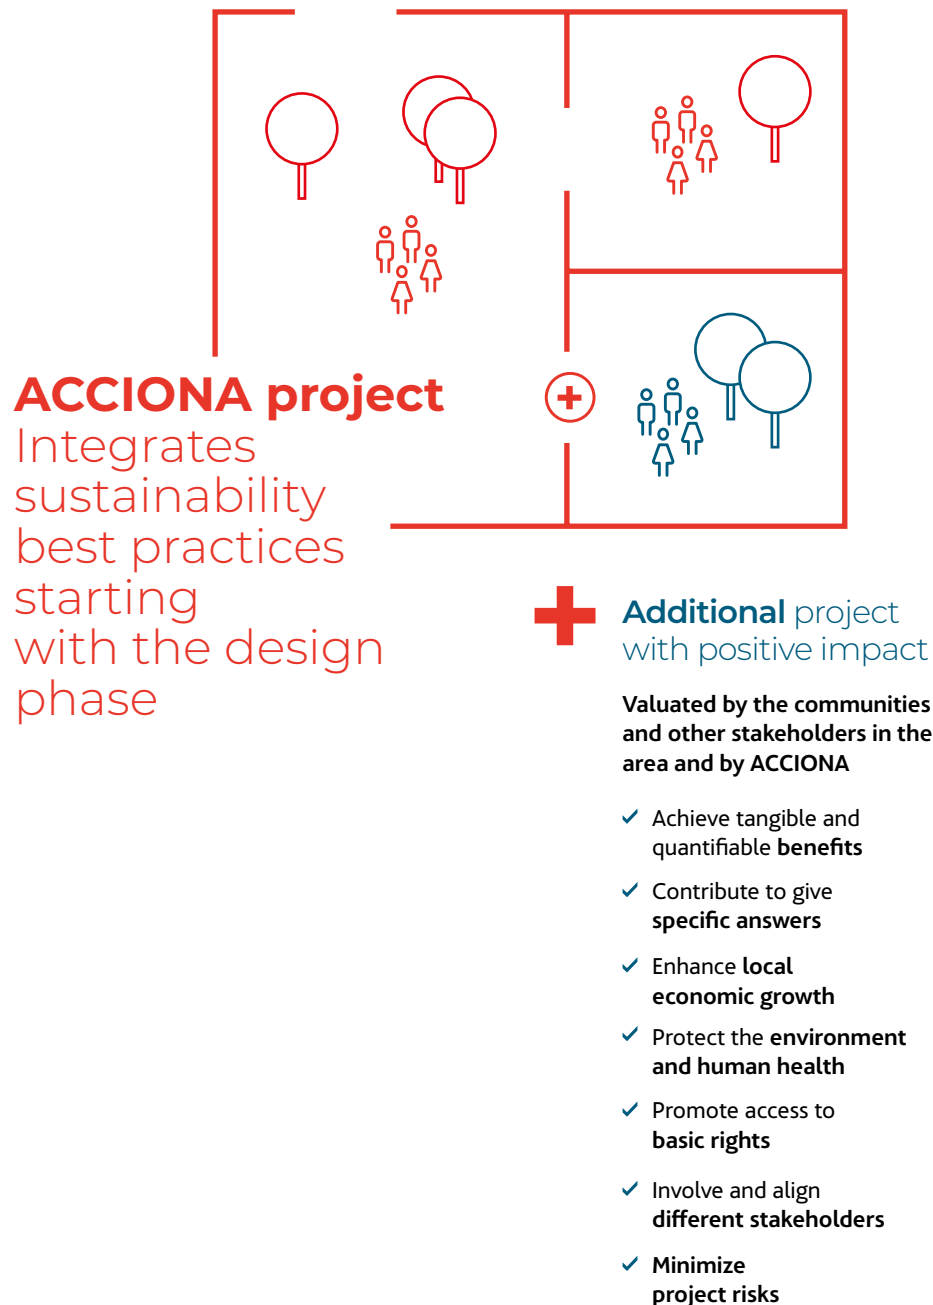 ACCIONA project
Integrates
sustainability
best practices
starting
with the design
phase
Additional project
with positive impact
Valuated by the communities
and other stakeholders in the
area and by ACCIONA
Achieve tangible and
quantifiable benefits
Contribute to give
specific answers
Enhance local
economic growth
Protect the environment
and human health
Promote access to
basic rights
Involve and align
different stakeholders
Minimize
project risks